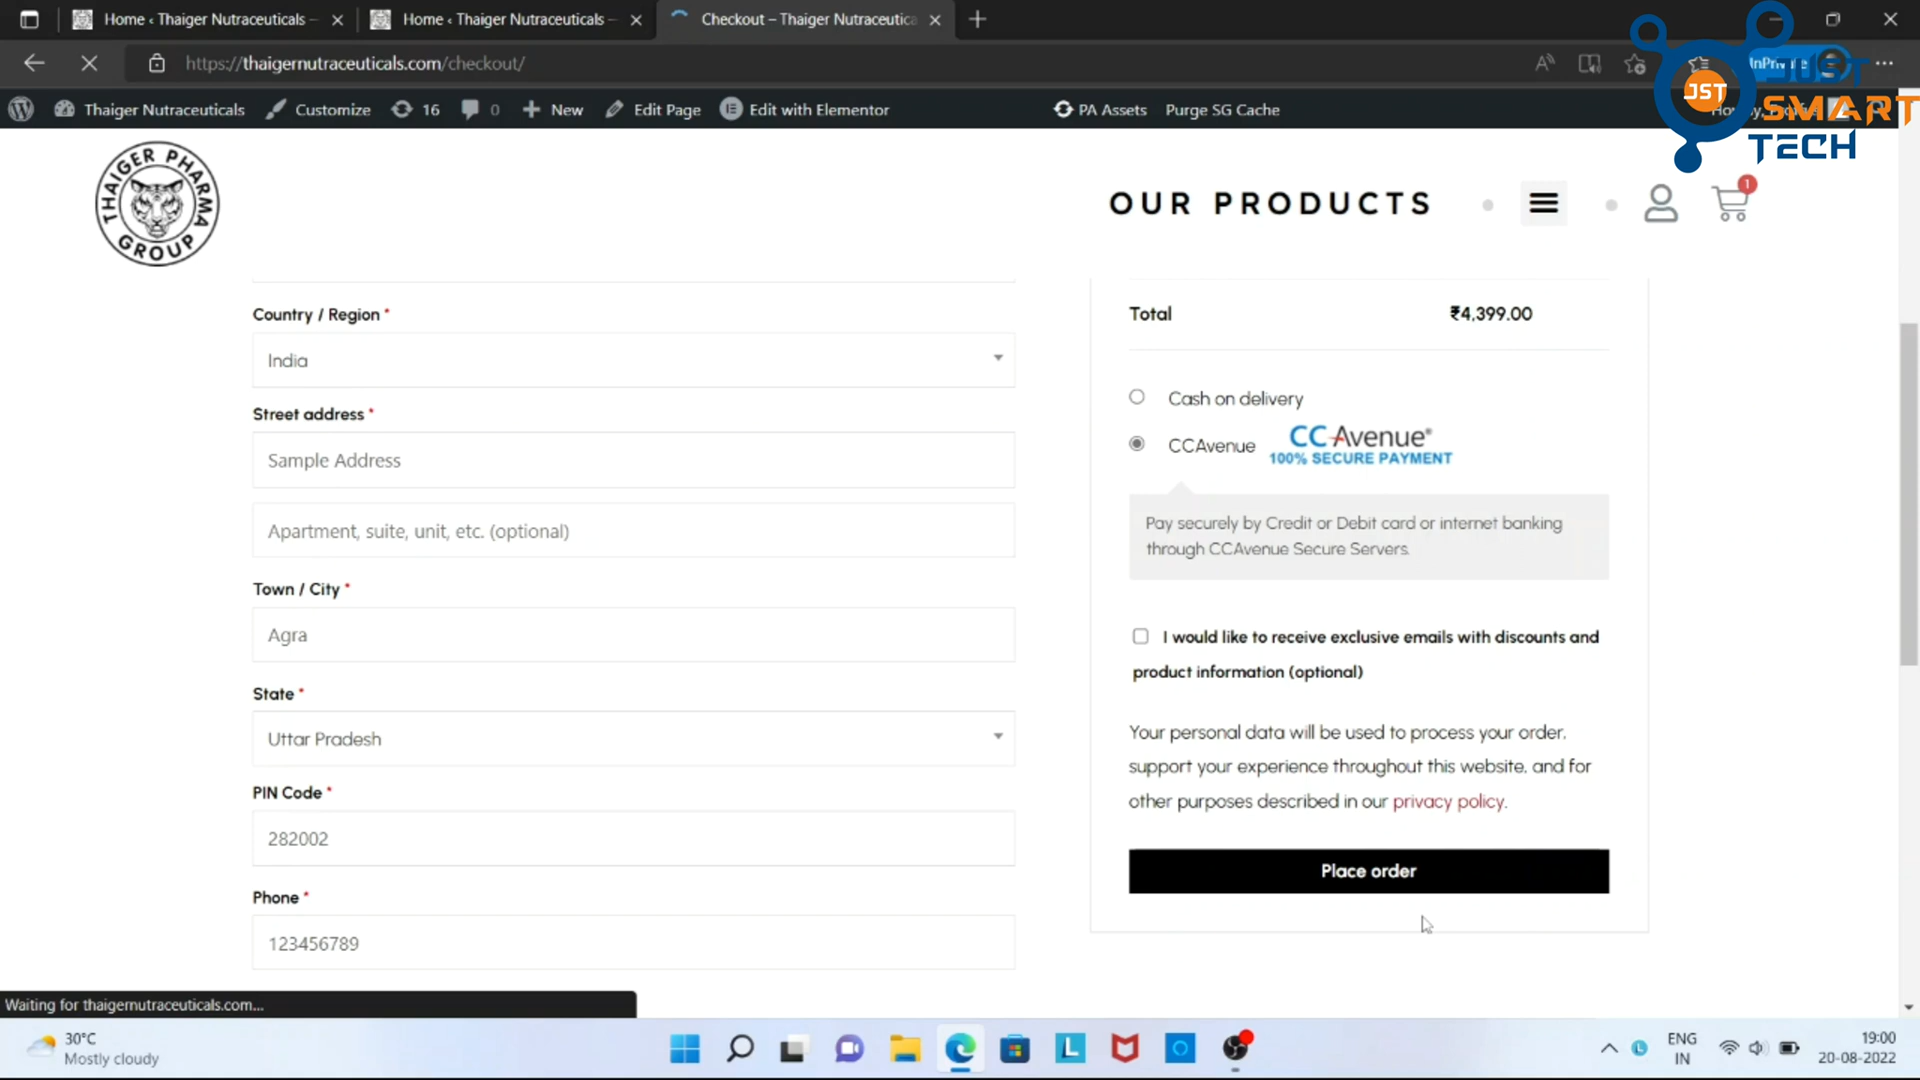 Home ‹ Thaiger Nutraceuticals —
Home ‹ Thaiger Nutraceuticals —
Checkout – Thaiger Nutraceutica
https://thaigernutraceuticals.com/checkout/
InPrivate
JUST
SMART
TECH
JST
Thaiger Nutraceuticals
Customize
16
0
New
Edit Page
Edit with Elementor
PA Assets
Purge SG Cache
THAIGER PHARMA
GROUP
OUR PRODUCTS
1
Country / Region *
India
Street address *
Sample Address
Apartment, suite, unit, etc. (optional)
Town / City *
Agra
State *
Uttar Pradesh
PIN Code *
282002
Phone *
123456789
Total ₹4,399.00
Cash on delivery
CCAvenue
CCAvenue®
100% SECURE PAYMENT
Pay securely by Credit or Debit card or internet banking
through CCAvenue Secure Servers.
I would like to receive exclusive emails with discounts and
product information (optional)
Your personal data will be used to process your order,
support your experience throughout this website, and for
other purposes described in our privacy policy.
Place order
Waiting for thaigernutraceuticals.com...
30°C
Mostly cloudy
ENG
IN
19:00
20-08-2022